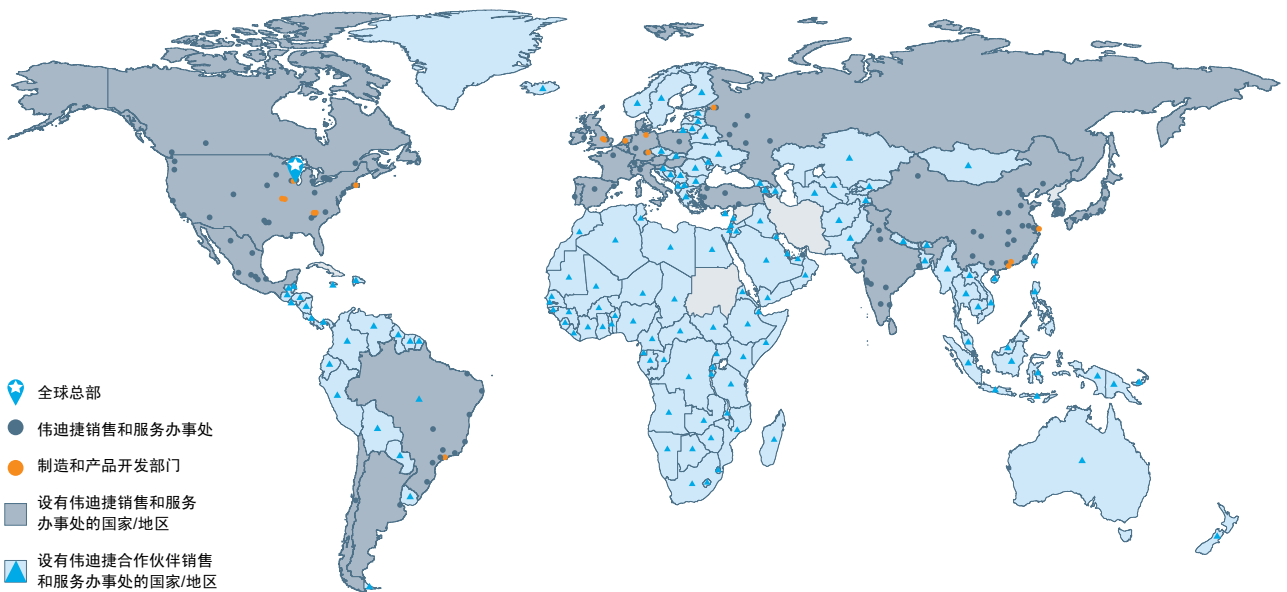 全球总部
伟迪捷销售和服务办事处
制造和产品开发部门
设有伟迪捷销售和服务
办事处的国家/地区
设有伟迪捷合作伙伴销售
和服务办事处的国家/地区